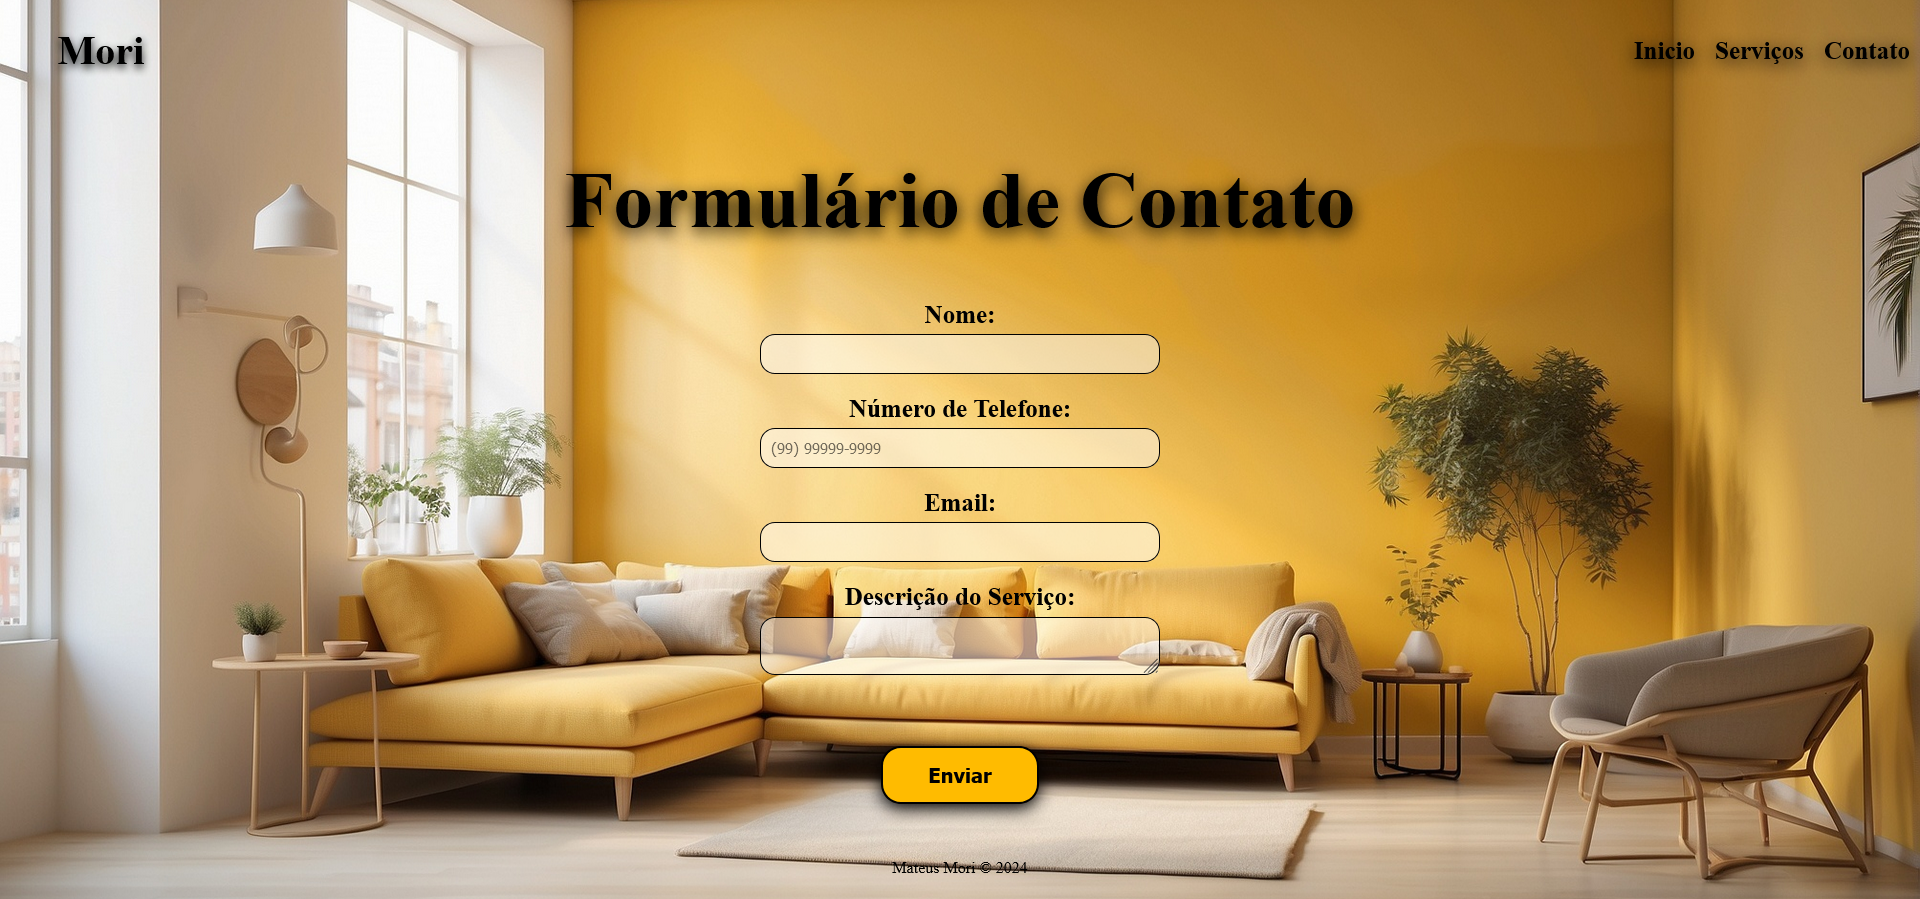 Mori
Inicio Serviços Contato
Formulário de Contato
Nome:
Número de Telefone:
(99) 99999-9999
Email:
Descrição do Serviço:
Enviar
Mateus Mori © 2024